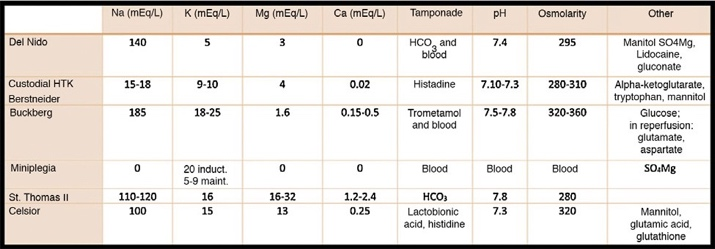 Na (mEq/L) K (mEq/L) Mg (mEq/L) Ca (mEq/L) Tamponade pH Osmolarity Other
Del Nido 140 5 3 0 HCO3 and blood 7.4 295 Manitol SO4Mg, Lidocaine, gluconate
Custodial HTK Berstneider 15-18 9-10 4 0.02 Histadine 7.10-7.3 280-310 Alpha-ketoglutarate, tryptophan, mannitol
Buckberg 185 18-25 1.6 0.15-0.5 Trometamol and blood 7.5-7.8 320-360 Glucose; in reperfusion: glutamate, aspartate
Miniplegia 0 20 induct. 5-9 maint. 0 0 Blood Blood Blood SO₄Mg
St. Thomas II 110-120 16 16-32 1.2-2.4 HCO₃ 7.8 280
Celsior 100 15 13 0.25 Lactobionic acid, histidine 7.3 320 Mannitol, glutamic acid, glutathione